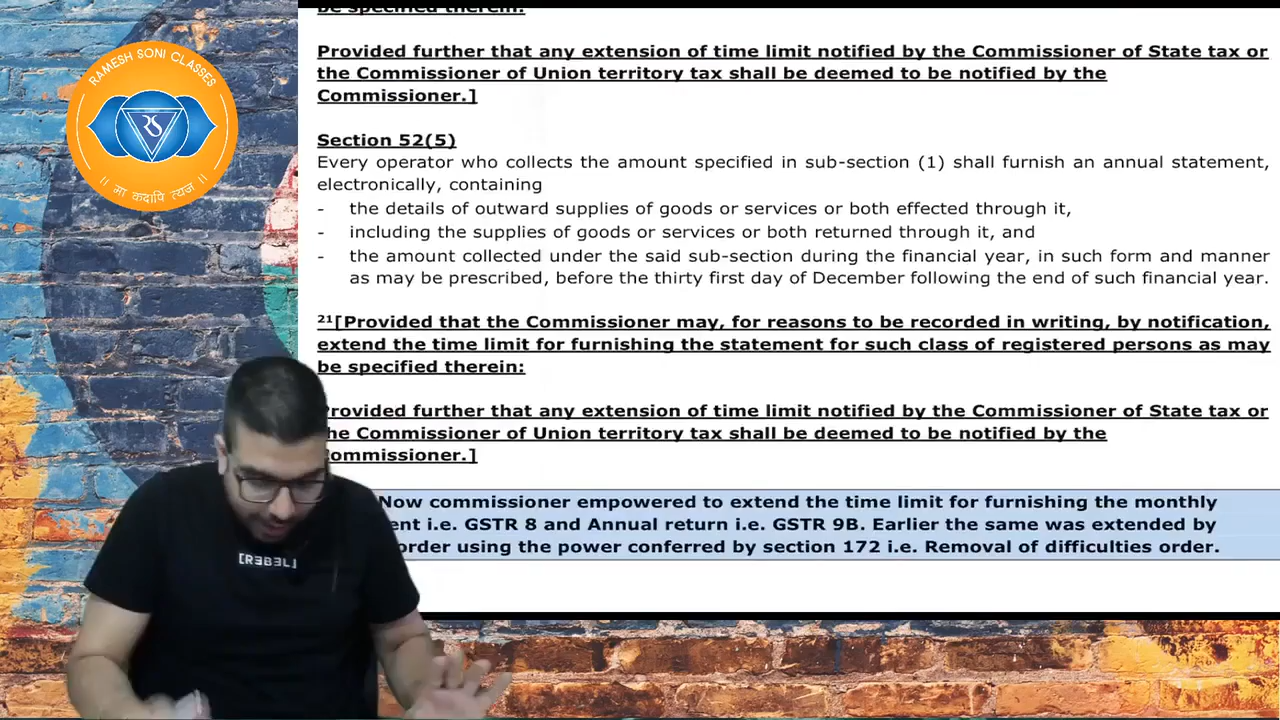 be specified therein:
Provided further that any extension of time limit notified by the Commissioner of State tax or
the Commissioner of Union territory tax shall be deemed to be notified by the
Commissioner.]
RAMESH SONI CLASSES
।। मा कदापि त्यज ।।
Section 52(5)
Every operator who collects the amount specified in sub-section (1) shall furnish an annual statement,
electronically, containing
- the details of outward supplies of goods or services or both effected through it,
- including the supplies of goods or services or both returned through it, and
- the amount collected under the said sub-section during the financial year, in such form and manner
as may be prescribed, before the thirty first day of December following the end of such financial year.
21[Provided that the Commissioner may, for reasons to be recorded in writing, by notification,
extend the time limit for furnishing the statement for such class of registered persons as may
be specified therein:
Provided further that any extension of time limit notified by the Commissioner of State tax or
the Commissioner of Union territory tax shall be deemed to be notified by the
Commissioner.]
Now commissioner empowered to extend the time limit for furnishing the monthly
i.e. GSTR 8 and Annual return i.e. GSTR 9B. Earlier the same was extended by
order using the power conferred by section 172 i.e. Removal of difficulties order.
[REBEL]